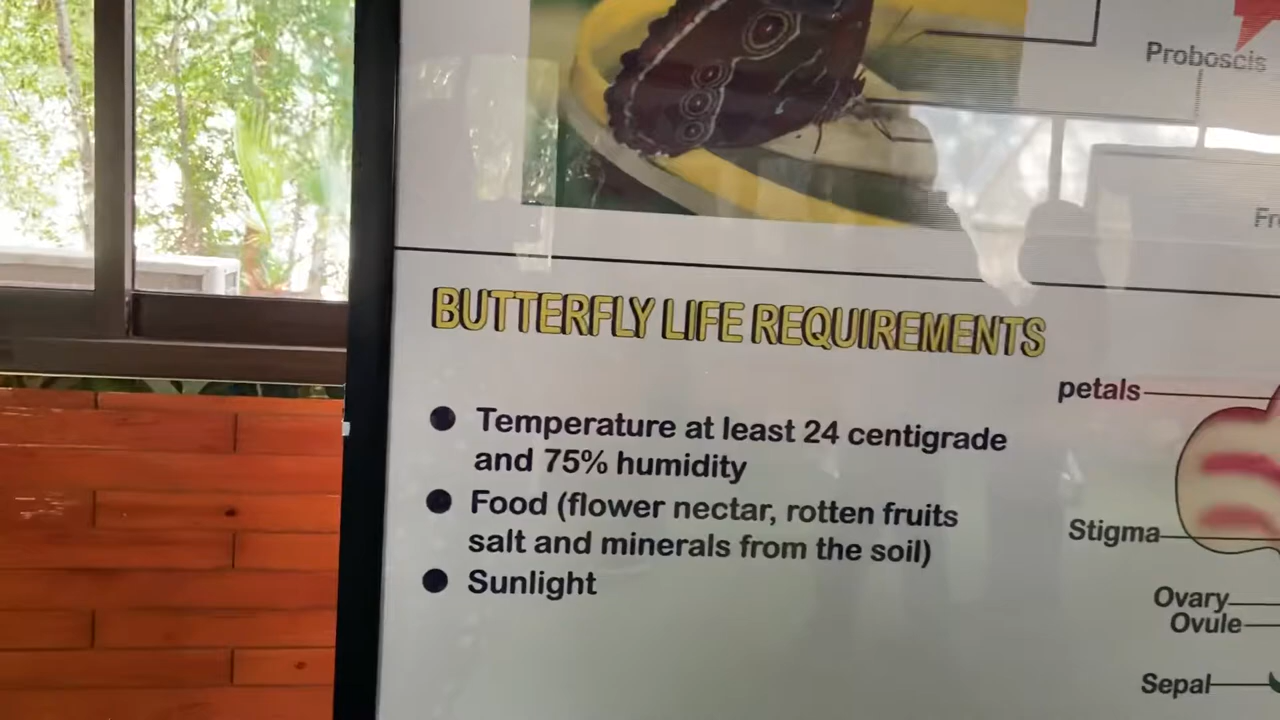 Proboscis
BUTTERFLY LIFE REQUIREMENTS
● Temperature at least 24 centigrade
and 75% humidity
● Food (flower nectar, rotten fruits
salt and minerals from the soil)
● Sunlight
petals
Stigma
Ovary
Ovule
Sepal